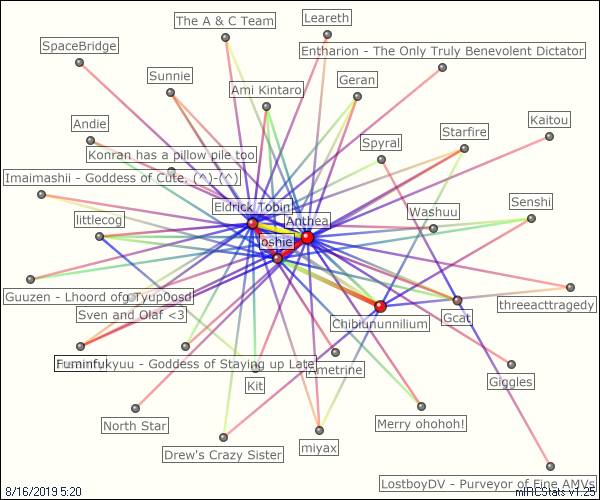 The A & C Team
Leareth
SpaceBridge
Entharion - The Only Truly Benevolent Dictator
Sunnie
Ami Kintaro
Geran
Andie
Spyral
Starfire
Kaitou
Konran has a pillow pile too
Imaimashii - Goddess of Cute. (^)-(^)
Eldrick Tobin
Anthea
Washuu
Senshi
littlecog
oshie
Guuzen - Lhoord ofg Tyup0osd
threeacttragedy
Sven and Olaf <3
Chibiununnilium
Gcat
Fuminfukyuu - Goddess of Staying up Late
Ametrine
Kit
Giggles
North Star
Merry ohohoh!
Drew's Crazy Sister
miyax
LostboyDV - Purveyor of Fine AMVs
8/16/2019 5:20
mIRCStats v1.25